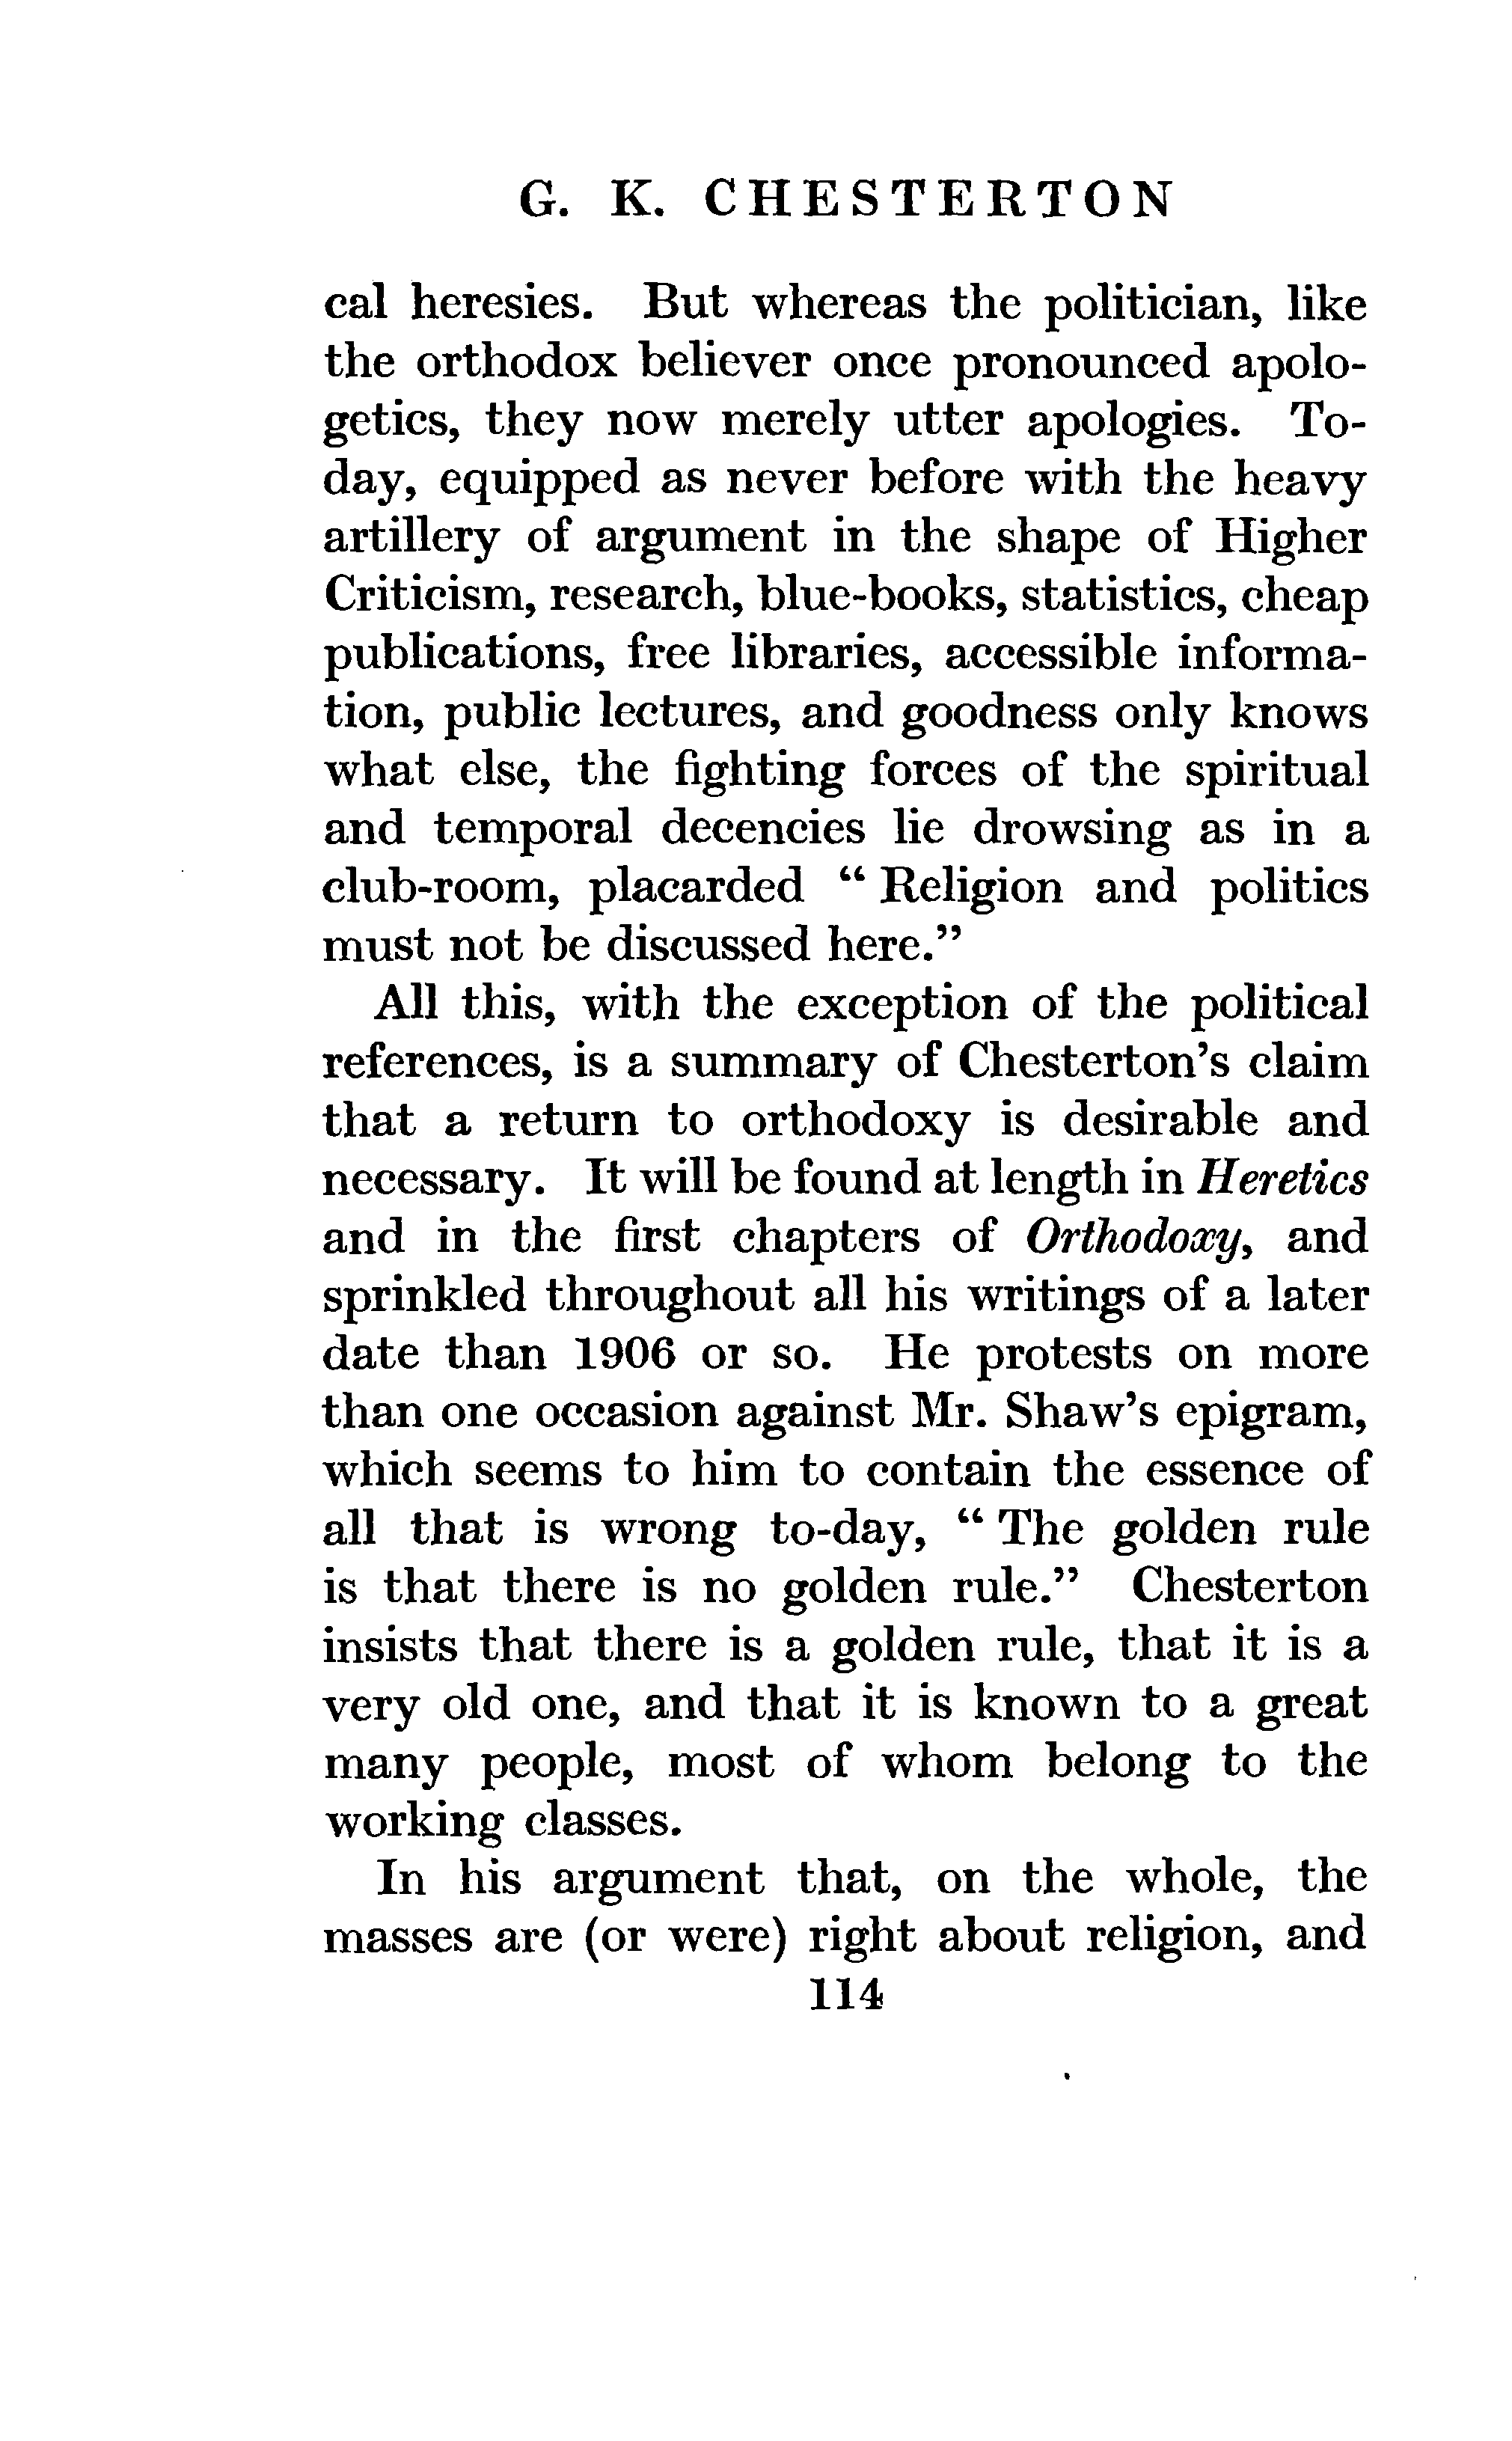 G. K. CHESTERTON
cal heresies. But whereas the politician, like
the orthodox believer once pronounced apolo-
getics, they now merely utter apologies. To-
day, equipped as never before with the heavy
artillery of argument in the shape of Higher
Criticism, research, blue-books, statistics, cheap
publications, free libraries, accessible informa-
tion, public lectures, and goodness only knows
what else, the fighting forces of the spiritual
and temporal decencies lie drowsing as in a
club-room, placarded “ Religion and politics
must not be discussed here.”
All this, with the exception of the political
references, is a summary of Chesterton’s claim
that a return to orthodoxy is desirable and
necessary. It will be found at length in Heretics
and in the first chapters of Orthodoxy, and
sprinkled throughout all his writings of a later
date than 1906 or so. He protests on more
than one occasion against Mr. Shaw’s epigram,
which seems to him to contain the essence of
all that is wrong to-day, “ The golden rule
is that there is no golden rule.” Chesterton
insists that there is a golden rule, that it is a
very old one, and that it is known to a great
many people, most of whom belong to the
working classes.
In his argument that, on the whole, the
masses are (or were) right about religion, and
114